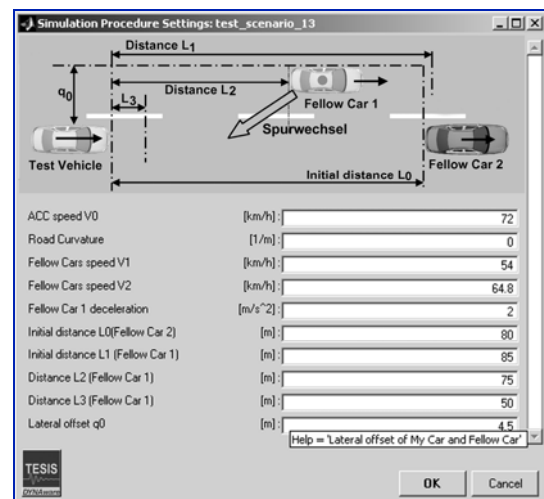 Simulation Procedure Settings: test_scenario_13
Distance L1
q0
Distance L2
L3
Fellow Car 1
Spurwechsel
Test Vehicle
Fellow Car 2
Initial distance L0
ACC speed V0 [km/h] : 72
Road Curvature [1/m] : 0
Fellow Cars speed V1 [km/h] : 54
Fellow Cars speed V2 [km/h] : 64.8
Fellow Car 1 deceleration [m/s^2] : 2
Initial distance L0(Fellow Car 2) [m] : 80
Initial distance L1 (Fellow Car 1) [m] : 85
Distance L2 (Fellow Car 1) [m] : 75
Distance L3 (Fellow Car 1) [m] : 50
Lateral offset q0 [m] : 4.5
Help = 'Lateral offset of My Car and Fellow Car'
TESIS
DYNAware
OK Cancel